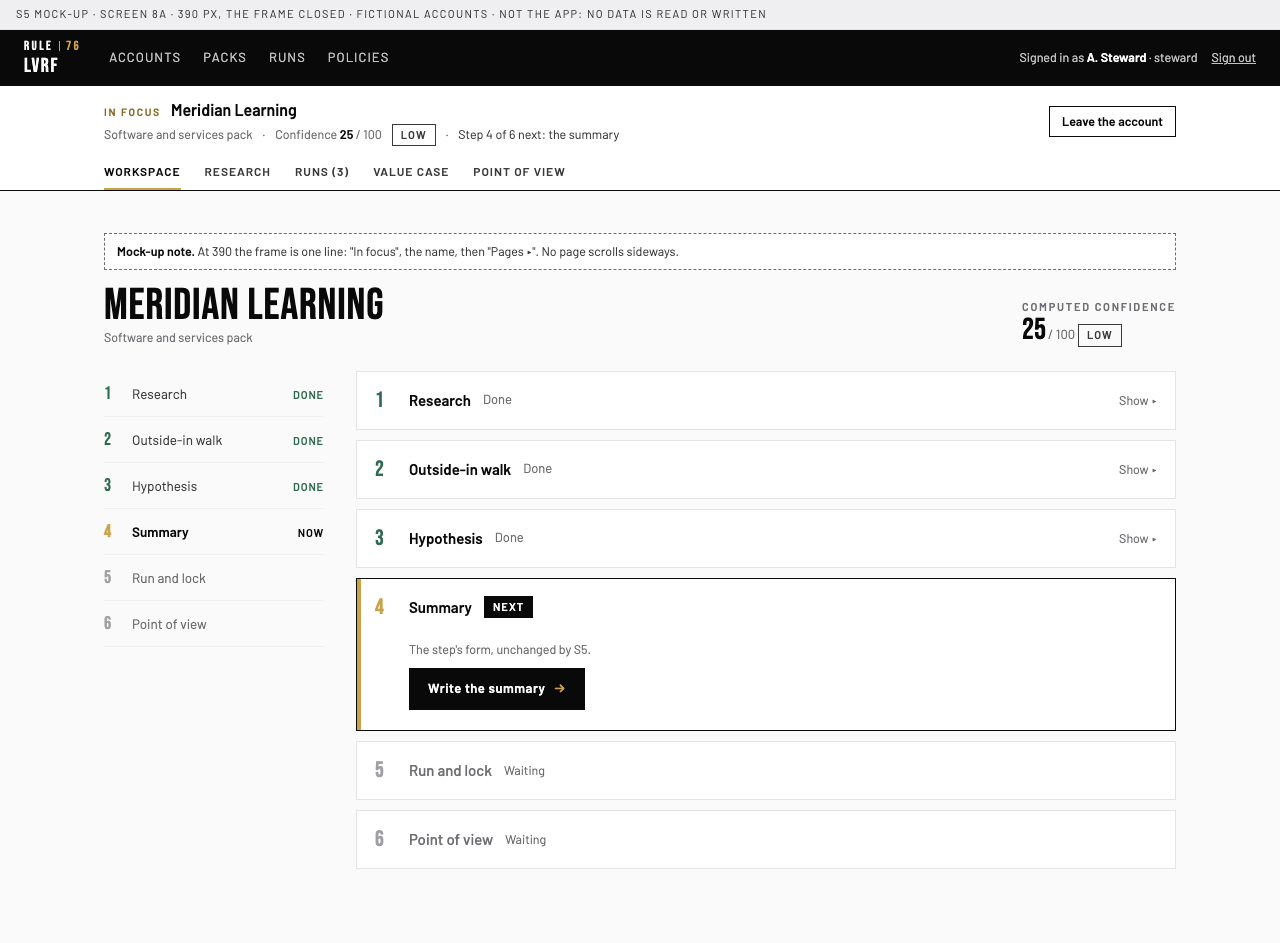 S5 MOCK-UP · SCREEN 8A · 390 PX, THE FRAME CLOSED · FICTIONAL ACCOUNTS · NOT THE APP: NO DATA IS READ OR WRITTEN
RULE | 76
LVRF
ACCOUNTS PACKS RUNS POLICIES
Signed in as A. Steward · steward Sign out
IN FOCUS Meridian Learning
Software and services pack · Confidence 25 / 100 LOW · Step 4 of 6 next: the summary
Leave the account
WORKSPACE RESEARCH RUNS (3) VALUE CASE POINT OF VIEW
Mock-up note. At 390 the frame is one line: "In focus", the name, then "Pages ▸". No page scrolls sideways.
MERIDIAN LEARNING
Software and services pack
COMPUTED CONFIDENCE
25 / 100 LOW
1 Research DONE
2 Outside-in walk DONE
3 Hypothesis DONE
4 Summary NOW
5 Run and lock
6 Point of view
1 Research Done Show ▸
2 Outside-in walk Done Show ▸
3 Hypothesis Done Show ▸
4 Summary NEXT
The step's form, unchanged by S5.
Write the summary →
5 Run and lock Waiting
6 Point of view Waiting